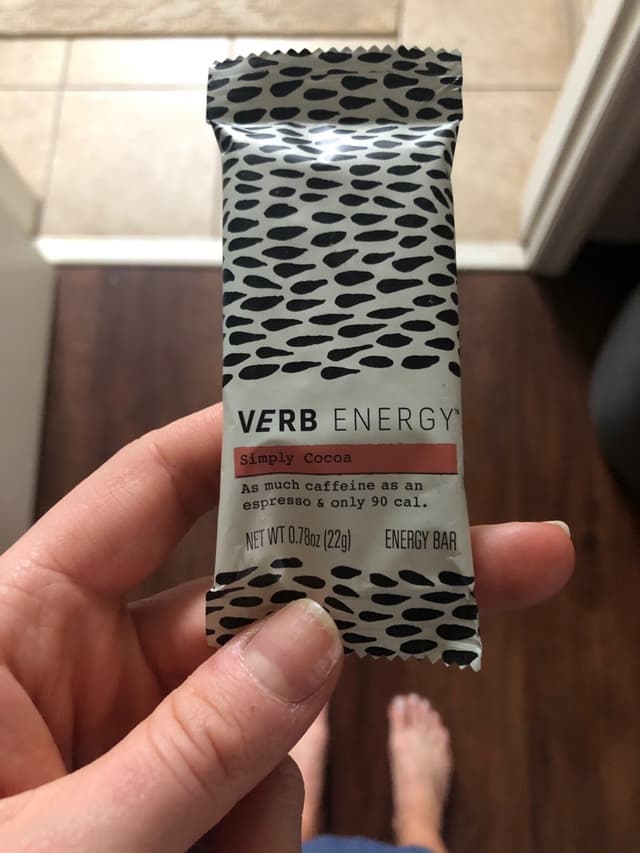 VERB ENERGY™
Simply Cocoa
As much caffeine as an
espresso & only 90 cal.
NET WT 0.78oz (22g) ENERGY BAR